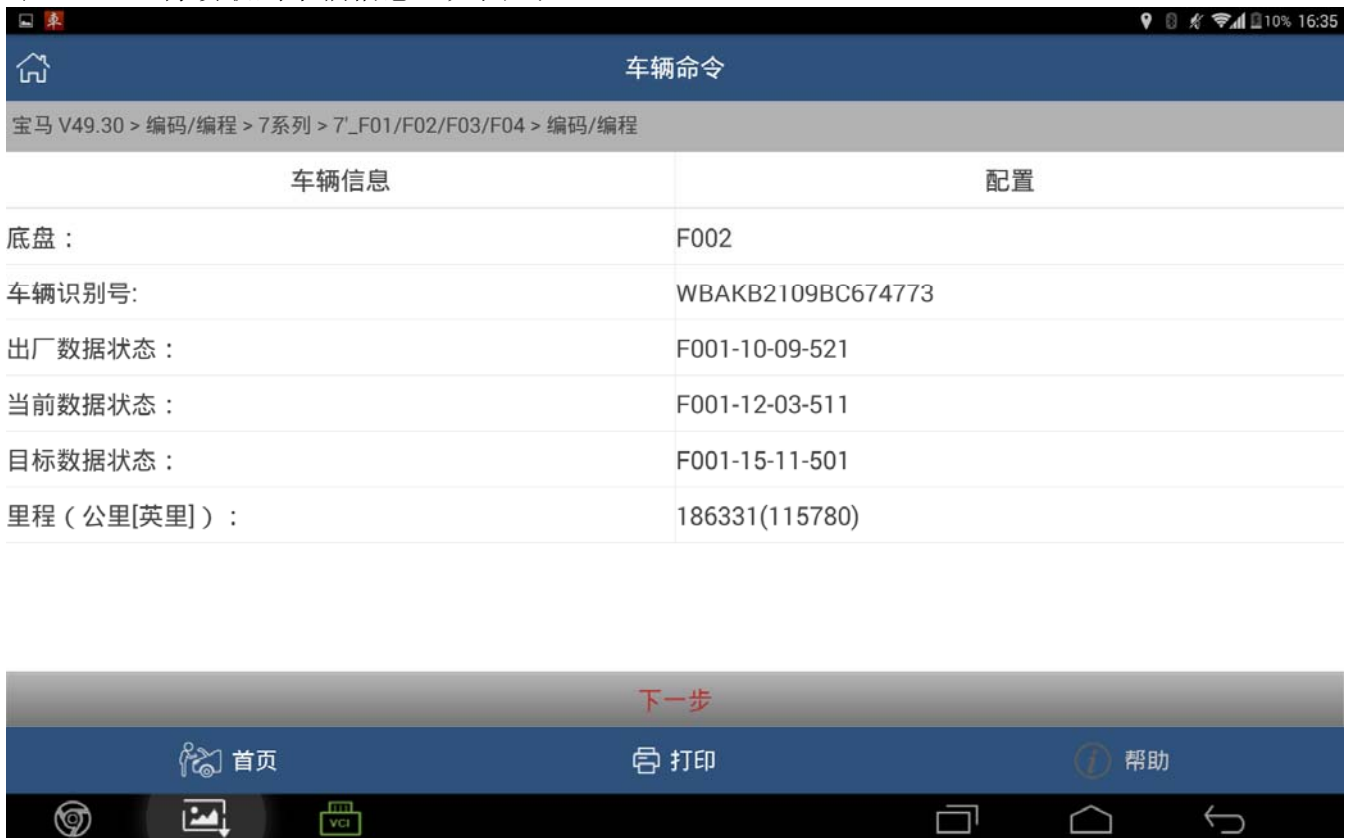 10% 16:35
车辆命令
宝马 V49.30 > 编码/编程 > 7系列 > 7'_F01/F02/F03/F04 > 编码/编程
车辆信息 配置
底盘： F002
车辆识别号: WBAKB2109BC674773
出厂数据状态： F001-10-09-521
当前数据状态： F001-12-03-511
目标数据状态： F001-15-11-501
里程（公里[英里]）： 186331(115780)
下一步
首页 打印 帮助
VCI